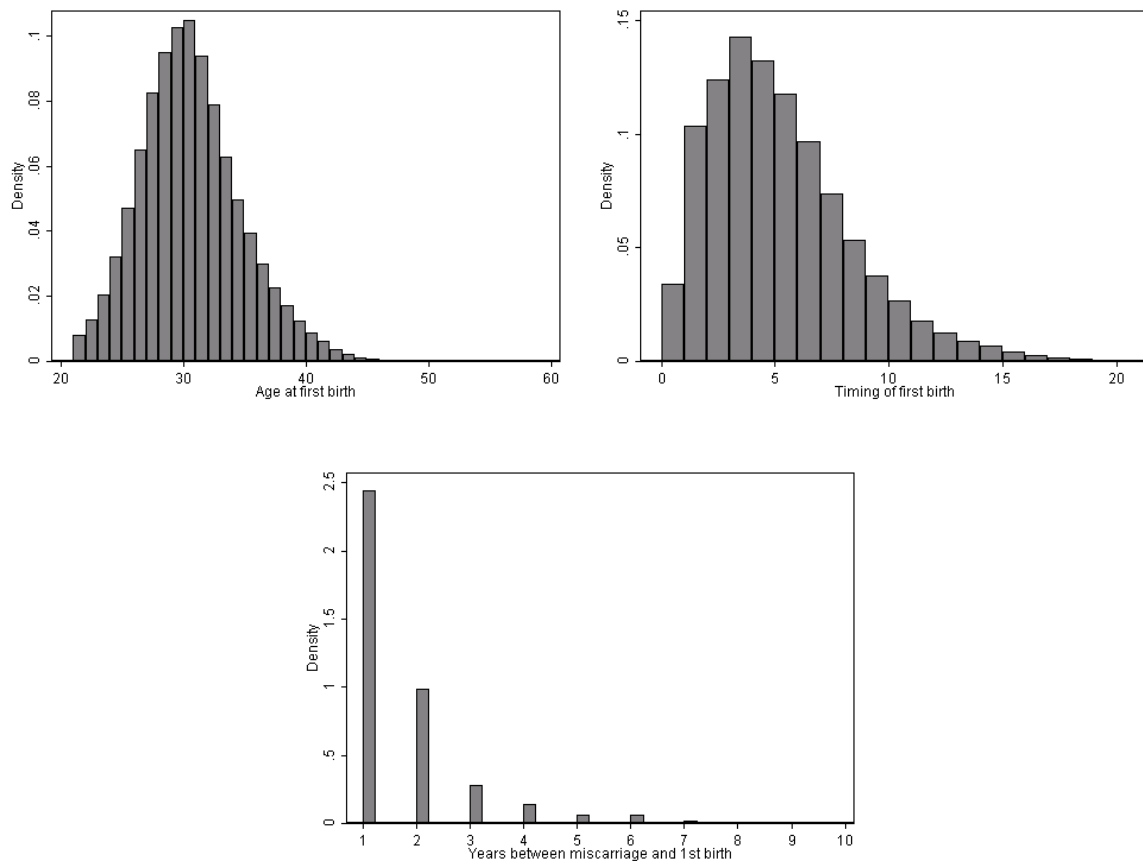 Density
0 .02 .04 .06 .08 .1
20 30 40 50 60
Age at first birth
Density
0 .05 .1 .15
0 5 10 15 20
Timing of first birth
Density
0 .5 1 1.5 2 2.5
1 2 3 4 5 6 7 8 9 10
Years between miscarriage and 1st birth